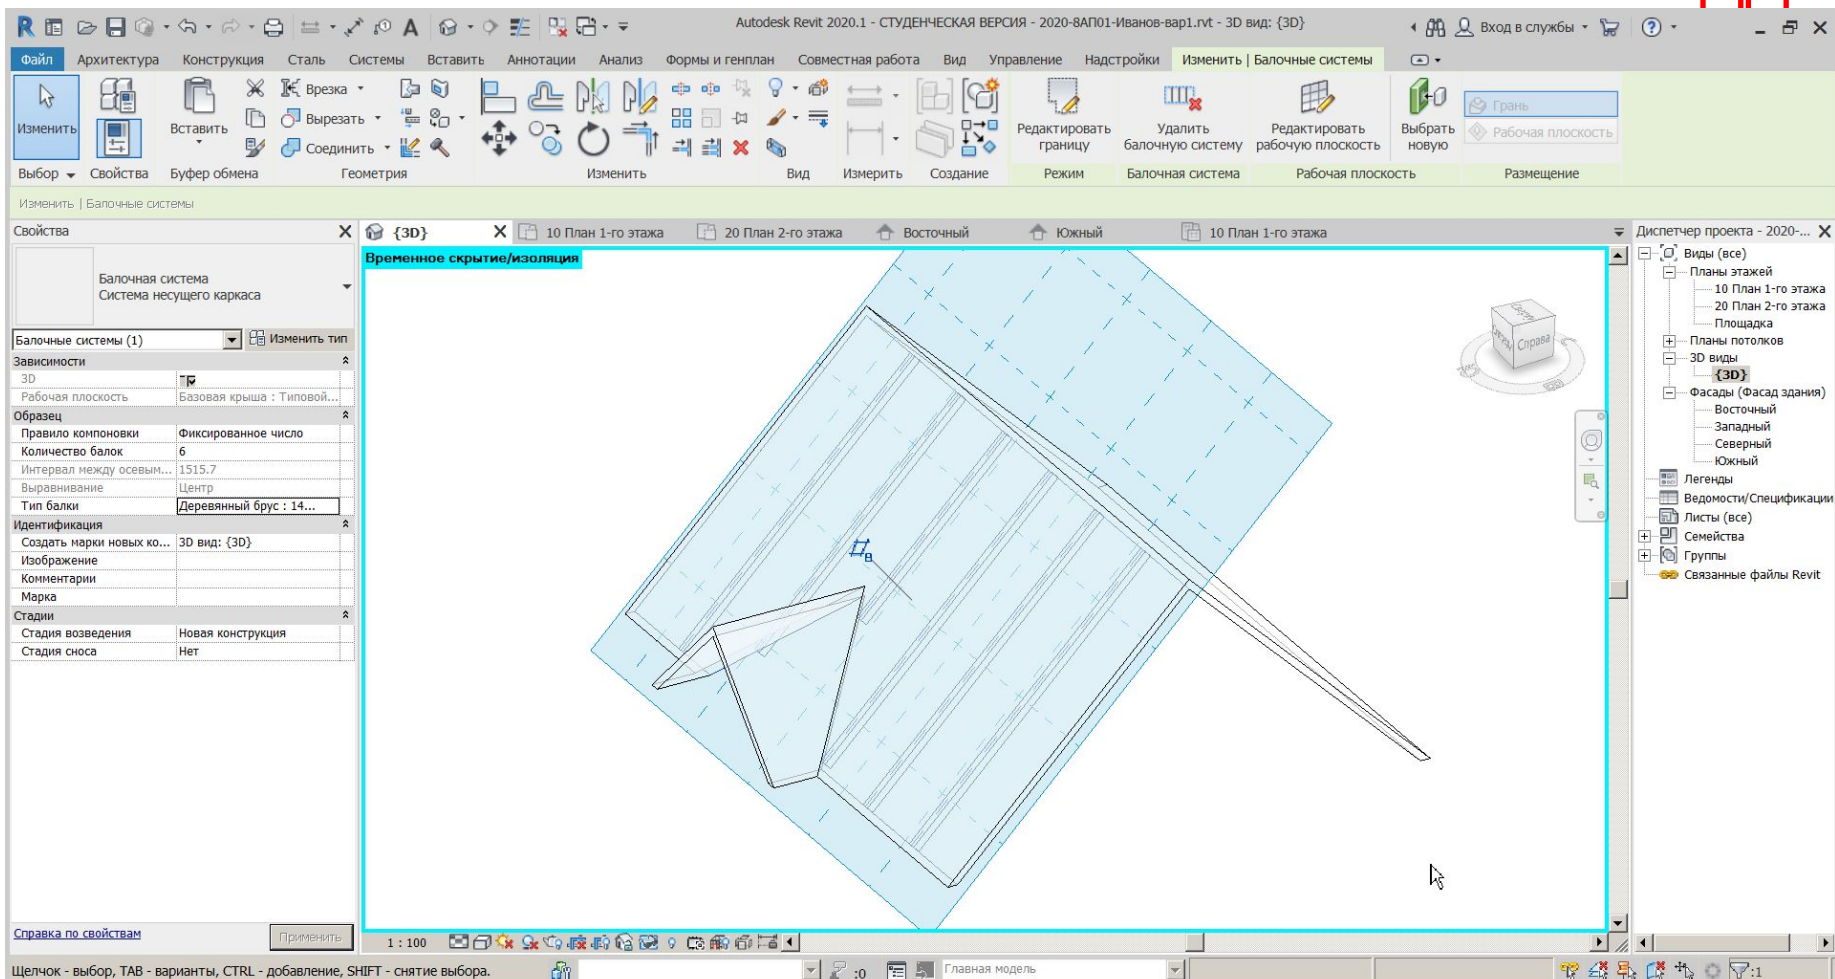 Autodesk Revit 2020.1 - СТУДЕНЧЕСКАЯ ВЕРСИЯ - 2020-8АП01-Иванов-вар1.rvt - 3D вид: {3D}
Вход в службы
Файл Архитектура Конструкция Сталь Системы Вставить Аннотации Анализ Формы и генплан Совместная работа Вид Управление Надстройки Изменить | Балочные системы
Изменить
Вставить
Врезка
Вырезать
Соединить
Редактировать границу
Удалить балочную систему
Редактировать рабочую плоскость
Выбрать новую
Грань
Рабочая плоскость
Выбор Свойства Буфер обмена Геометрия Изменить Вид Измерить Создание Режим Балочная система Рабочая плоскость Размещение
Изменить | Балочные системы
Свойства
Балочная система
Система несущего каркаса
Балочные системы (1) Изменить тип
Зависимости
3D
Рабочая плоскость Базовая крыша : Типовой...
Образец
Правило компоновки Фиксированное число
Количество балок 6
Интервал между осевым... 1515.7
Выравнивание Центр
Тип балки Деревянный брус : 14...
Идентификация
Создать марки новых ко... 3D вид: {3D}
Изображение
Комментарии
Марка
Стадии
Стадия возведения Новая конструкция
Стадия сноса Нет
Справка по свойствам Применить
{3D} 10 План 1-го этажа 20 План 2-го этажа Восточный Южный 10 План 1-го этажа
Временное скрытие/изоляция
Справа
1 : 100
Диспетчер проекта - 2020-...
Виды (все)
Планы этажей
10 План 1-го этажа
20 План 2-го этажа
Площадка
Планы потолков
3D виды
{3D}
Фасады (Фасад здания)
Восточный
Западный
Северный
Южный
Легенды
Ведомости/Спецификации
Листы (все)
Семейства
Группы
Связанные файлы Revit
Щелчок - выбор, TAB - варианты, CTRL - добавление, SHIFT - снятие выбора.
:0
Главная модель
:1